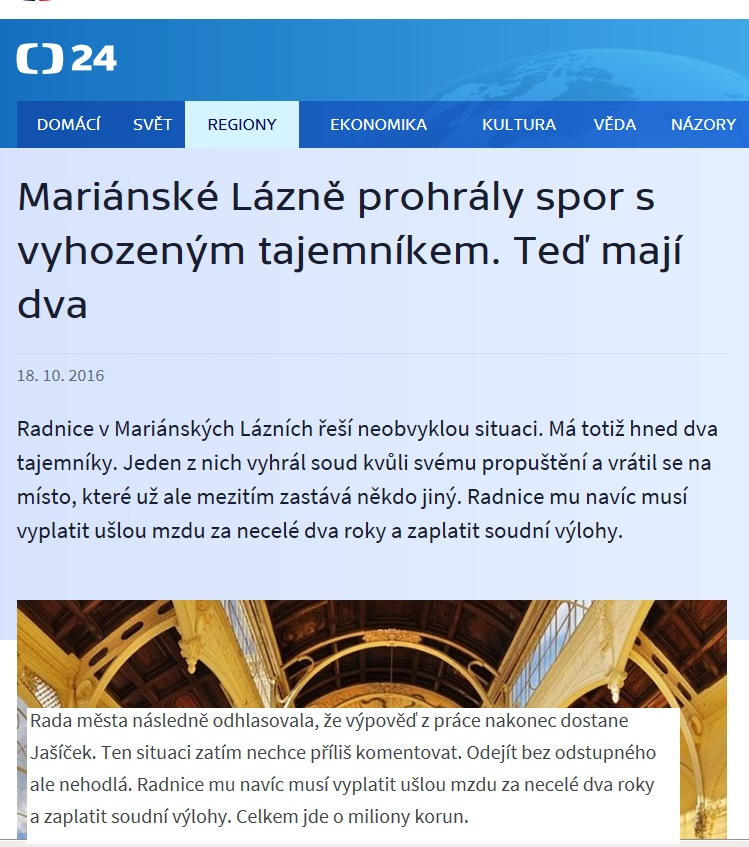 24
DOMÁCÍ SVĚT REGIONY EKONOMIKA KULTURA VĚDA NÁZORY
Mariánské Lázně prohrály spor s
vyhozeným tajemníkem. Teď mají
dva
18. 10. 2016
Radnice v Mariánských Lázních řeší neobvyklou situaci. Má totiž hned dva
tajemníky. Jeden z nich vyhrál soud kvůli svému propuštění a vrátil se na
místo, které už ale mezitím zastává někdo jiný. Radnice mu navíc musí
vyplatit ušlou mzdu za necelé dva roky a zaplatit soudní výlohy.
Rada města následně odhlasovala, že výpověď z práce nakonec dostane
Jašíček. Ten situaci zatím nechce příliš komentovat. Odejít bez odstupného
ale nehodlá. Radnice mu navíc musí vyplatit ušlou mzdu za necelé dva roky
a zaplatit soudní výlohy. Celkem jde o miliony korun.